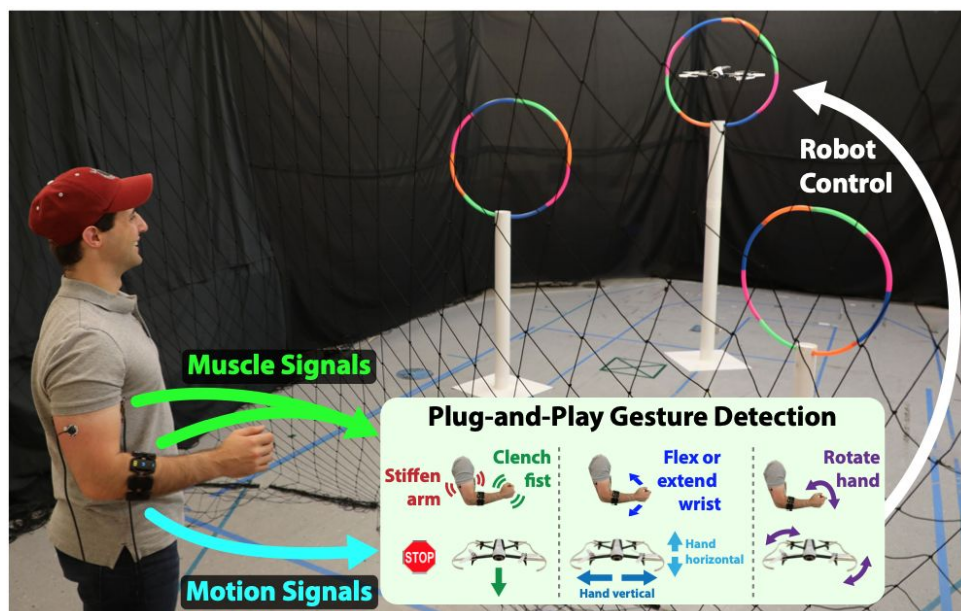 Robot
Control
Muscle Signals
Motion Signals
Plug-and-Play Gesture Detection
Stiffen
arm
Clench
fist
Flex or
extend
wrist
Rotate
hand
STOP
Hand
horizontal
Hand vertical